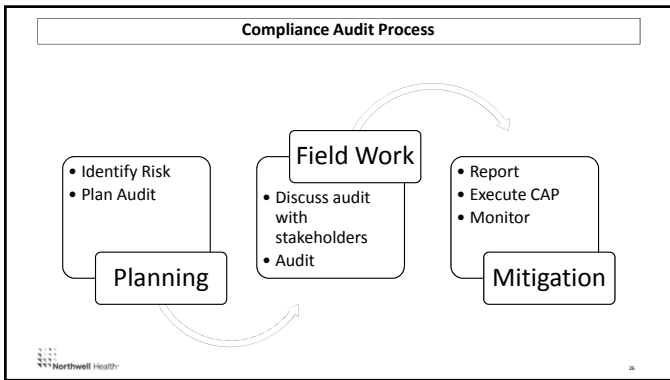 Compliance Audit Process
• Identify Risk
• Plan Audit
Planning
Field Work
• Discuss audit
with
stakeholders
• Audit
• Report
• Execute CAP
• Monitor
Mitigation
Northwell Health
26